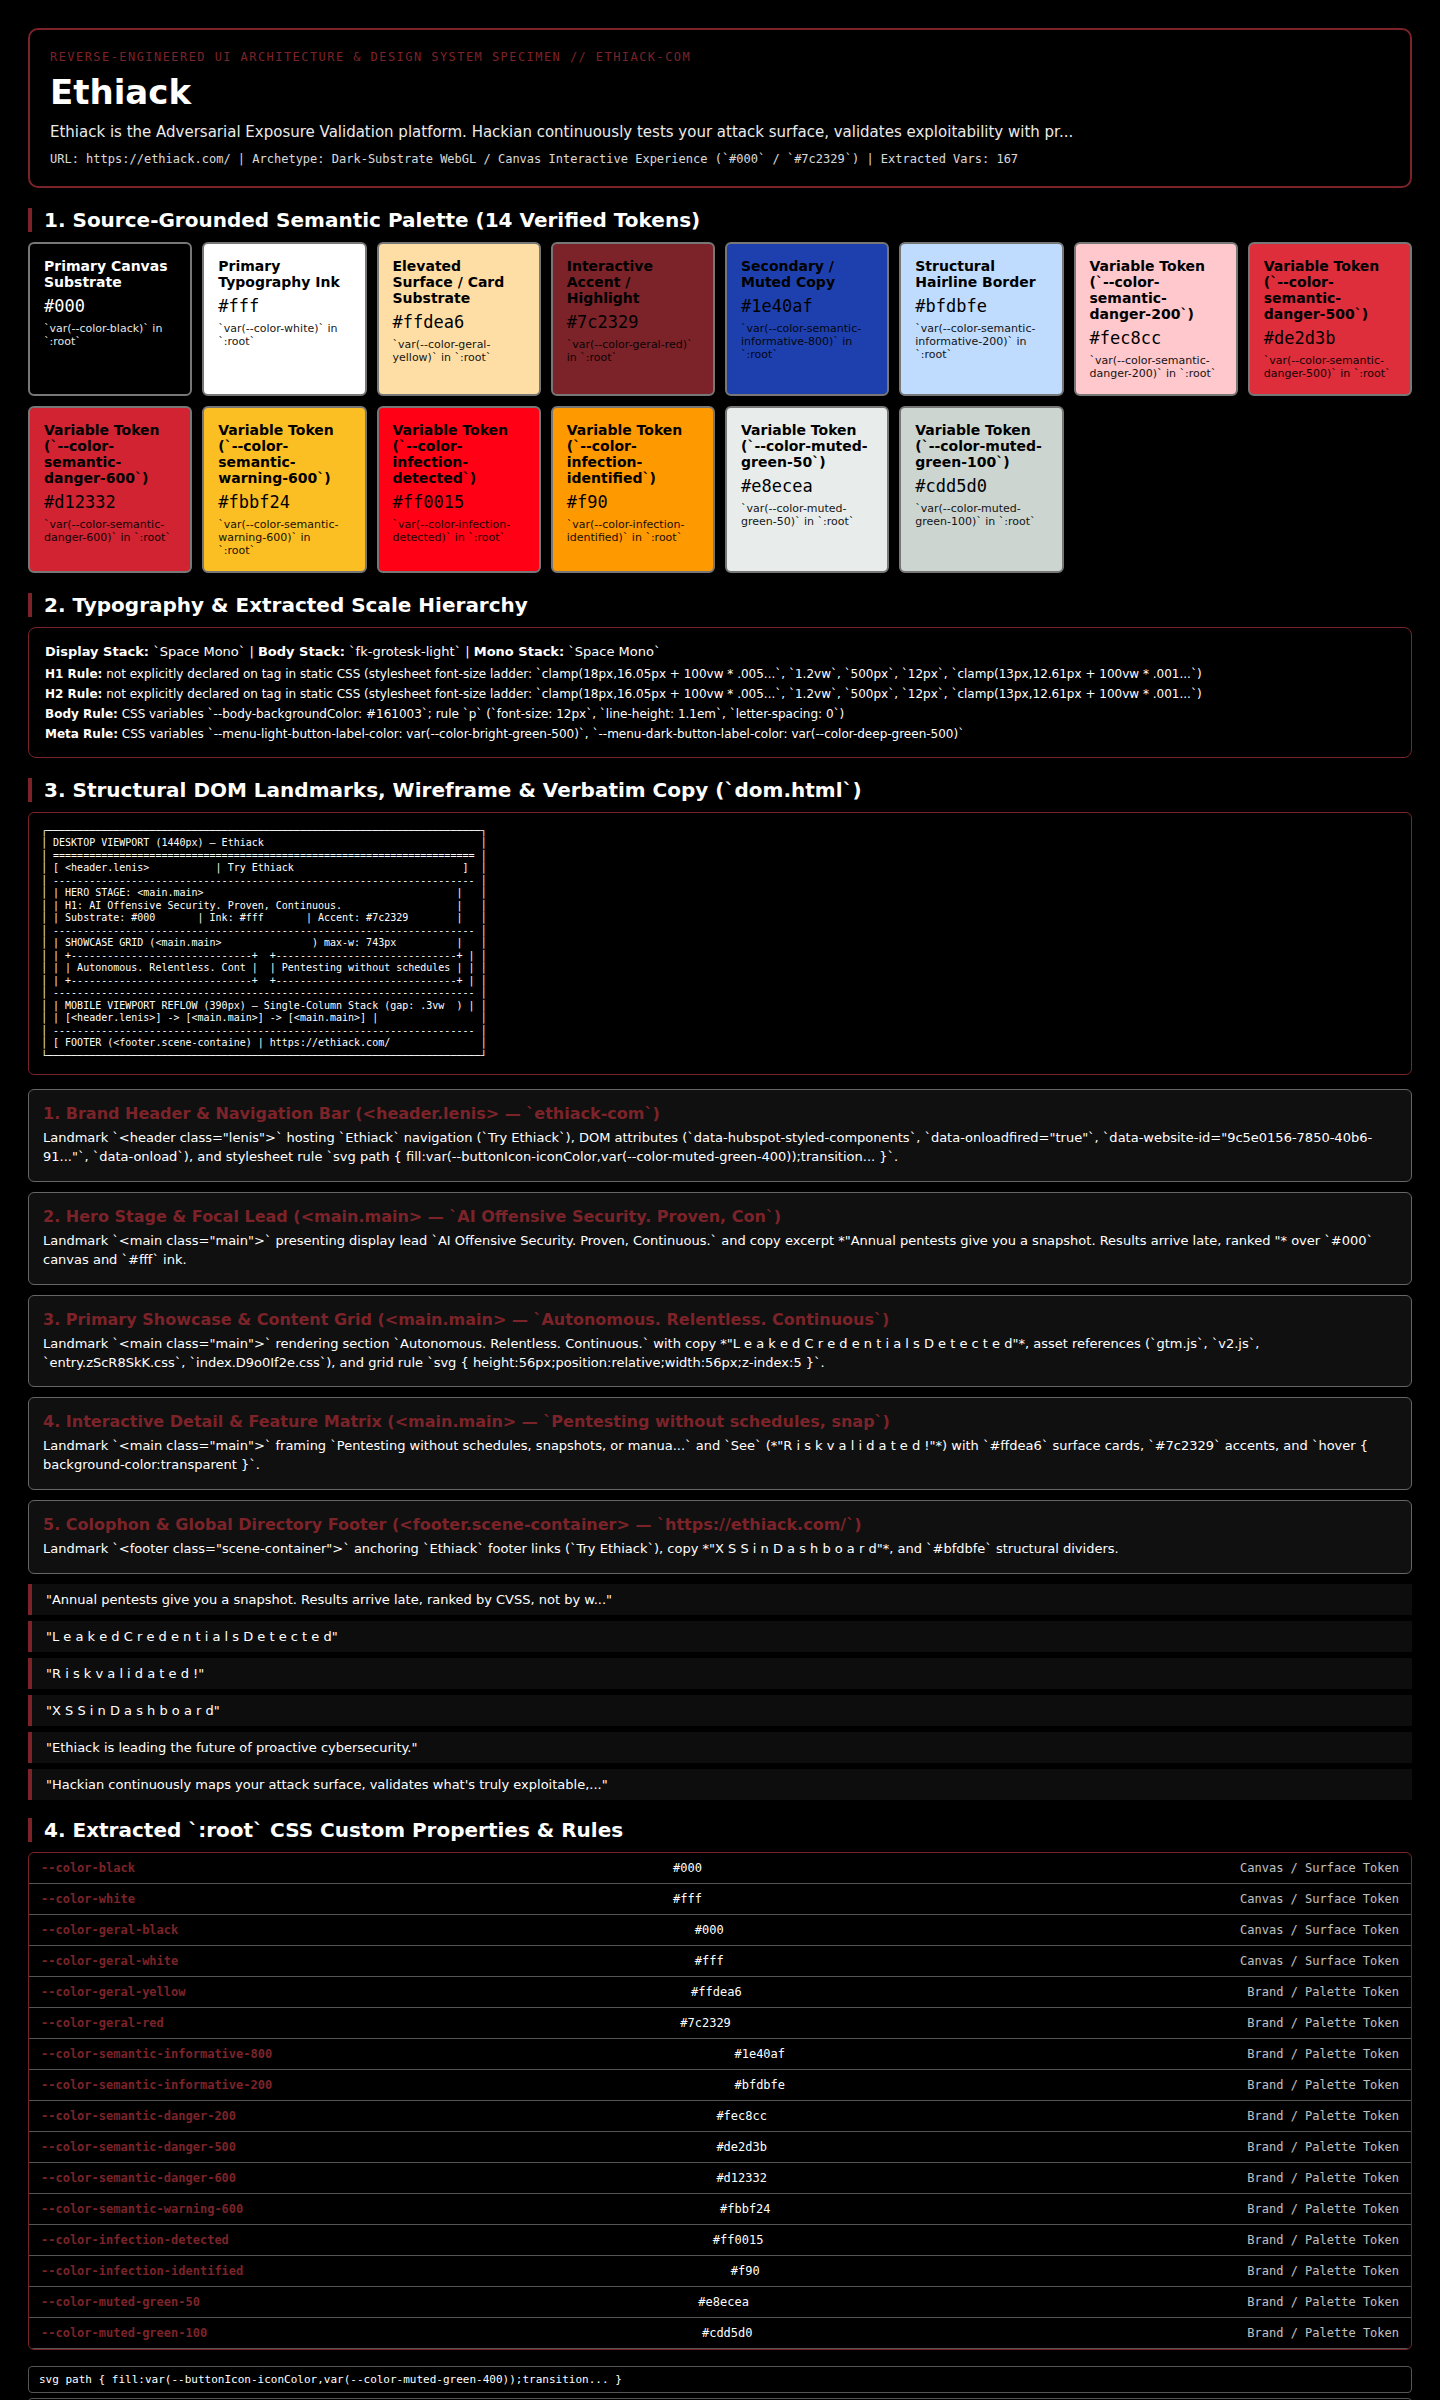 REVERSE-ENGINEERED UI ARCHITECTURE & DESIGN SYSTEM SPECIMEN // ETHIACK-COM
Ethiack
Ethiack is the Adversarial Exposure Validation platform. Hackian continuously tests your attack surface, validates exploitability with pr...
URL: https://ethiack.com/ | Archetype: Dark-Substrate WebGL / Canvas Interactive Experience (`#000` / `#7c2329`) | Extracted Vars: 167
1. Source-Grounded Semantic Palette (14 Verified Tokens)
Primary Canvas
Substrate
#000
`var(--color-black)` in
`:root`
Primary
Typography Ink
#fff
`var(--color-white)` in
`:root`
Elevated
Surface / Card
Substrate
#ffdea6
`var(--color-geral-
yellow)` in `:root`
Interactive
Accent /
Highlight
#7c2329
`var(--color-geral-red)`
in `:root`
Secondary /
Muted Copy
#1e40af
`var(--color-semantic-
informative-800)` in
`:root`
Structural
Hairline Border
#bfdbfe
`var(--color-semantic-
informative-200)` in
`:root`
Variable Token
(`--color-
semantic-
danger-200`)
#fec8cc
`var(--color-semantic-
danger-200)` in `:root`
Variable Token
(`--color-
semantic-
danger-500`)
#de2d3b
`var(--color-semantic-
danger-500)` in `:root`
Variable Token
(`--color-
semantic-
danger-600`)
#d12332
`var(--color-semantic-
danger-600)` in `:root`
Variable Token
(`--color-
semantic-
warning-600`)
#fbbf24
`var(--color-semantic-
warning-600)` in
`:root`
Variable Token
(`--color-
infection-
detected`)
#ff0015
`var(--color-infection-
detected)` in `:root`
Variable Token
(`--color-
infection-
identified`)
#f90
`var(--color-infection-
identified)` in `:root`
Variable Token
(`--color-muted-
green-50`)
#e8ecea
`var(--color-muted-
green-50)` in `:root`
Variable Token
(`--color-muted-
green-100`)
#cdd5d0
`var(--color-muted-
green-100)` in `:root`
2. Typography & Extracted Scale Hierarchy
Display Stack: `Space Mono` | Body Stack: `fk-grotesk-light` | Mono Stack: `Space Mono`
H1 Rule: not explicitly declared on tag in static CSS (stylesheet font-size ladder: `clamp(18px,16.05px + 100vw * .005...`, `1.2vw`, `500px`, `12px`, `clamp(13px,12.61px + 100vw * .001...`)
H2 Rule: not explicitly declared on tag in static CSS (stylesheet font-size ladder: `clamp(18px,16.05px + 100vw * .005...`, `1.2vw`, `500px`, `12px`, `clamp(13px,12.61px + 100vw * .001...`)
Body Rule: CSS variables `--body-backgroundColor: #161003`; rule `p` (`font-size: 12px`, `line-height: 1.1em`, `letter-spacing: 0`)
Meta Rule: CSS variables `--menu-light-button-label-color: var(--color-bright-green-500)`, `--menu-dark-button-label-color: var(--color-deep-green-500)`
3. Structural DOM Landmarks, Wireframe & Verbatim Copy (`dom.html`)
DESKTOP VIEWPORT (1440px) — Ethiack
======================================================================
[ <header.lenis> | Try Ethiack ]
----------------------------------------------------------------------
| HERO STAGE: <main.main> |
| H1: AI Offensive Security. Proven, Continuous. |
| Substrate: #000 | Ink: #fff | Accent: #7c2329 |
----------------------------------------------------------------------
| SHOWCASE GRID (<main.main> ) max-w: 743px |
| +------------------------------+ +------------------------------+ |
| | Autonomous. Relentless. Cont | | Pentesting without schedules | |
| +------------------------------+ +------------------------------+ |
----------------------------------------------------------------------
| MOBILE VIEWPORT REFLOW (390px) — Single-Column Stack (gap: .3vw ) |
| [<header.lenis>] -> [<main.main>] -> [<main.main>] |
----------------------------------------------------------------------
[ FOOTER (<footer.scene-containe) | https://ethiack.com/
1. Brand Header & Navigation Bar (<header.lenis> — `ethiack-com`)
Landmark `<header class="lenis">` hosting `Ethiack` navigation (`Try Ethiack`), DOM attributes (`data-hubspot-styled-components`, `data-onloadfired="true"`, `data-website-id="9c5e0156-7850-40b6-
91..."`, `data-onload`), and stylesheet rule `svg path { fill:var(--buttonIcon-iconColor,var(--color-muted-green-400));transition... }`.
2. Hero Stage & Focal Lead (<main.main> — `AI Offensive Security. Proven, Con`)
Landmark `<main class="main">` presenting display lead `AI Offensive Security. Proven, Continuous.` and copy excerpt *"Annual pentests give you a snapshot. Results arrive late, ranked "* over `#000`
canvas and `#fff` ink.
3. Primary Showcase & Content Grid (<main.main> — `Autonomous. Relentless. Continuous`)
Landmark `<main class="main">` rendering section `Autonomous. Relentless. Continuous.` with copy *"L e a k e d C r e d e n t i a l s D e t e c t e d"*, asset references (`gtm.js`, `v2.js`,
`entry.zScR8SkK.css`, `index.D9o0If2e.css`), and grid rule `svg { height:56px;position:relative;width:56px;z-index:5 }`.
4. Interactive Detail & Feature Matrix (<main.main> — `Pentesting without schedules, snap`)
Landmark `<main class="main">` framing `Pentesting without schedules, snapshots, or manua...` and `See` (*"R i s k v a l i d a t e d !"*) with `#ffdea6` surface cards, `#7c2329` accents, and `hover {
background-color:transparent }`.
5. Colophon & Global Directory Footer (<footer.scene-container> — `https://ethiack.com/`)
Landmark `<footer class="scene-container">` anchoring `Ethiack` footer links (`Try Ethiack`), copy *"X S S i n D a s h b o a r d"*, and `#bfdbfe` structural dividers.
"Annual pentests give you a snapshot. Results arrive late, ranked by CVSS, not by w..."
"L e a k e d C r e d e n t i a l s D e t e c t e d"
"R i s k v a l i d a t e d !"
"X S S i n D a s h b o a r d"
"Ethiack is leading the future of proactive cybersecurity."
"Hackian continuously maps your attack surface, validates what's truly exploitable,..."
4. Extracted `:root` CSS Custom Properties & Rules
--color-black #000 Canvas / Surface Token
--color-white #fff Canvas / Surface Token
--color-geral-black #000 Canvas / Surface Token
--color-geral-white #fff Canvas / Surface Token
--color-geral-yellow #ffdea6 Brand / Palette Token
--color-geral-red #7c2329 Brand / Palette Token
--color-semantic-informative-800 #1e40af Brand / Palette Token
--color-semantic-informative-200 #bfdbfe Brand / Palette Token
--color-semantic-danger-200 #fec8cc Brand / Palette Token
--color-semantic-danger-500 #de2d3b Brand / Palette Token
--color-semantic-danger-600 #d12332 Brand / Palette Token
--color-semantic-warning-600 #fbbf24 Brand / Palette Token
--color-infection-detected #ff0015 Brand / Palette Token
--color-infection-identified #f90 Brand / Palette Token
--color-muted-green-50 #e8ecea Brand / Palette Token
--color-muted-green-100 #cdd5d0 Brand / Palette Token
svg path { fill:var(--buttonIcon-iconColor,var(--color-muted-green-400));transition... }